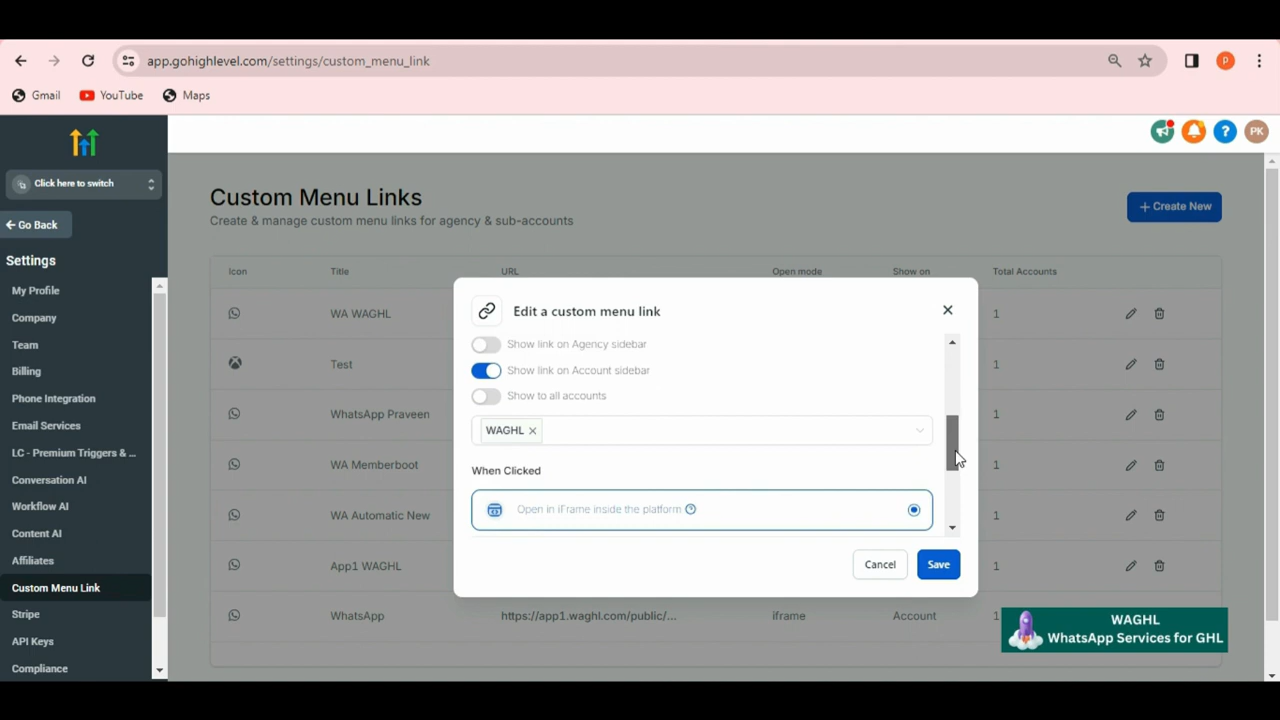 app.gohighlevel.com/settings/custom_menu_link
P
Gmail
YouTube
Maps
PK
Click here to switch
Go Back
Settings
My Profile
Company
Team
Billing
Phone Integration
Email Services
LC - Premium Triggers & ...
Conversation AI
Workflow AI
Content AI
Affiliates
Custom Menu Link
Stripe
API Keys
Compliance
Custom Menu Links
Create & manage custom menu links for agency & sub-accounts
+ Create New
Icon Title URL Open mode Show on Total Accounts
WA WAGHL 1
Test 1
WhatsApp Praveen 1
WA Memberboot 1
WA Automatic New 1
App1 WAGHL 1
WhatsApp https://app1.waghl.com/public/... iframe Account 1
Edit a custom menu link
Show link on Agency sidebar
Show link on Account sidebar
Show to all accounts
WAGHL
When Clicked
Open in iFrame inside the platform
Cancel
Save
WAGHL
WhatsApp Services for GHL